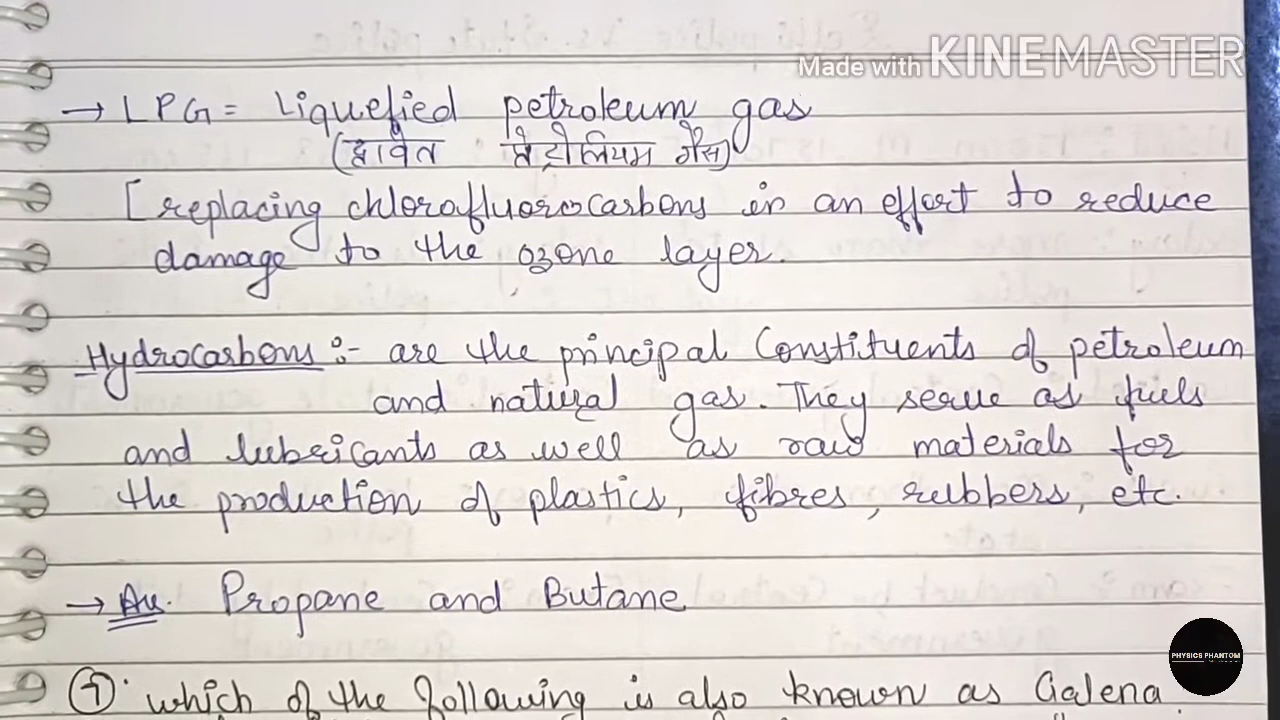 Made with KINEMASTER
→ LPG = Liquefied petroleum gas
(द्रावित पेट्रोलियम गैस)
[replacing chlorafluorocarbons in an effort to reduce
damage to the ozone layer.
Hydrocarbons :- are the principal Constituents of petroleum
and natural gas. They serve as fuels
and lubricants as well as raw materials for
the production of plastics, fibres, rubbers, etc.
→ Au. Propane and Butane
PHYSICS PHANTOM
⑦. which of the following is also known as Galena